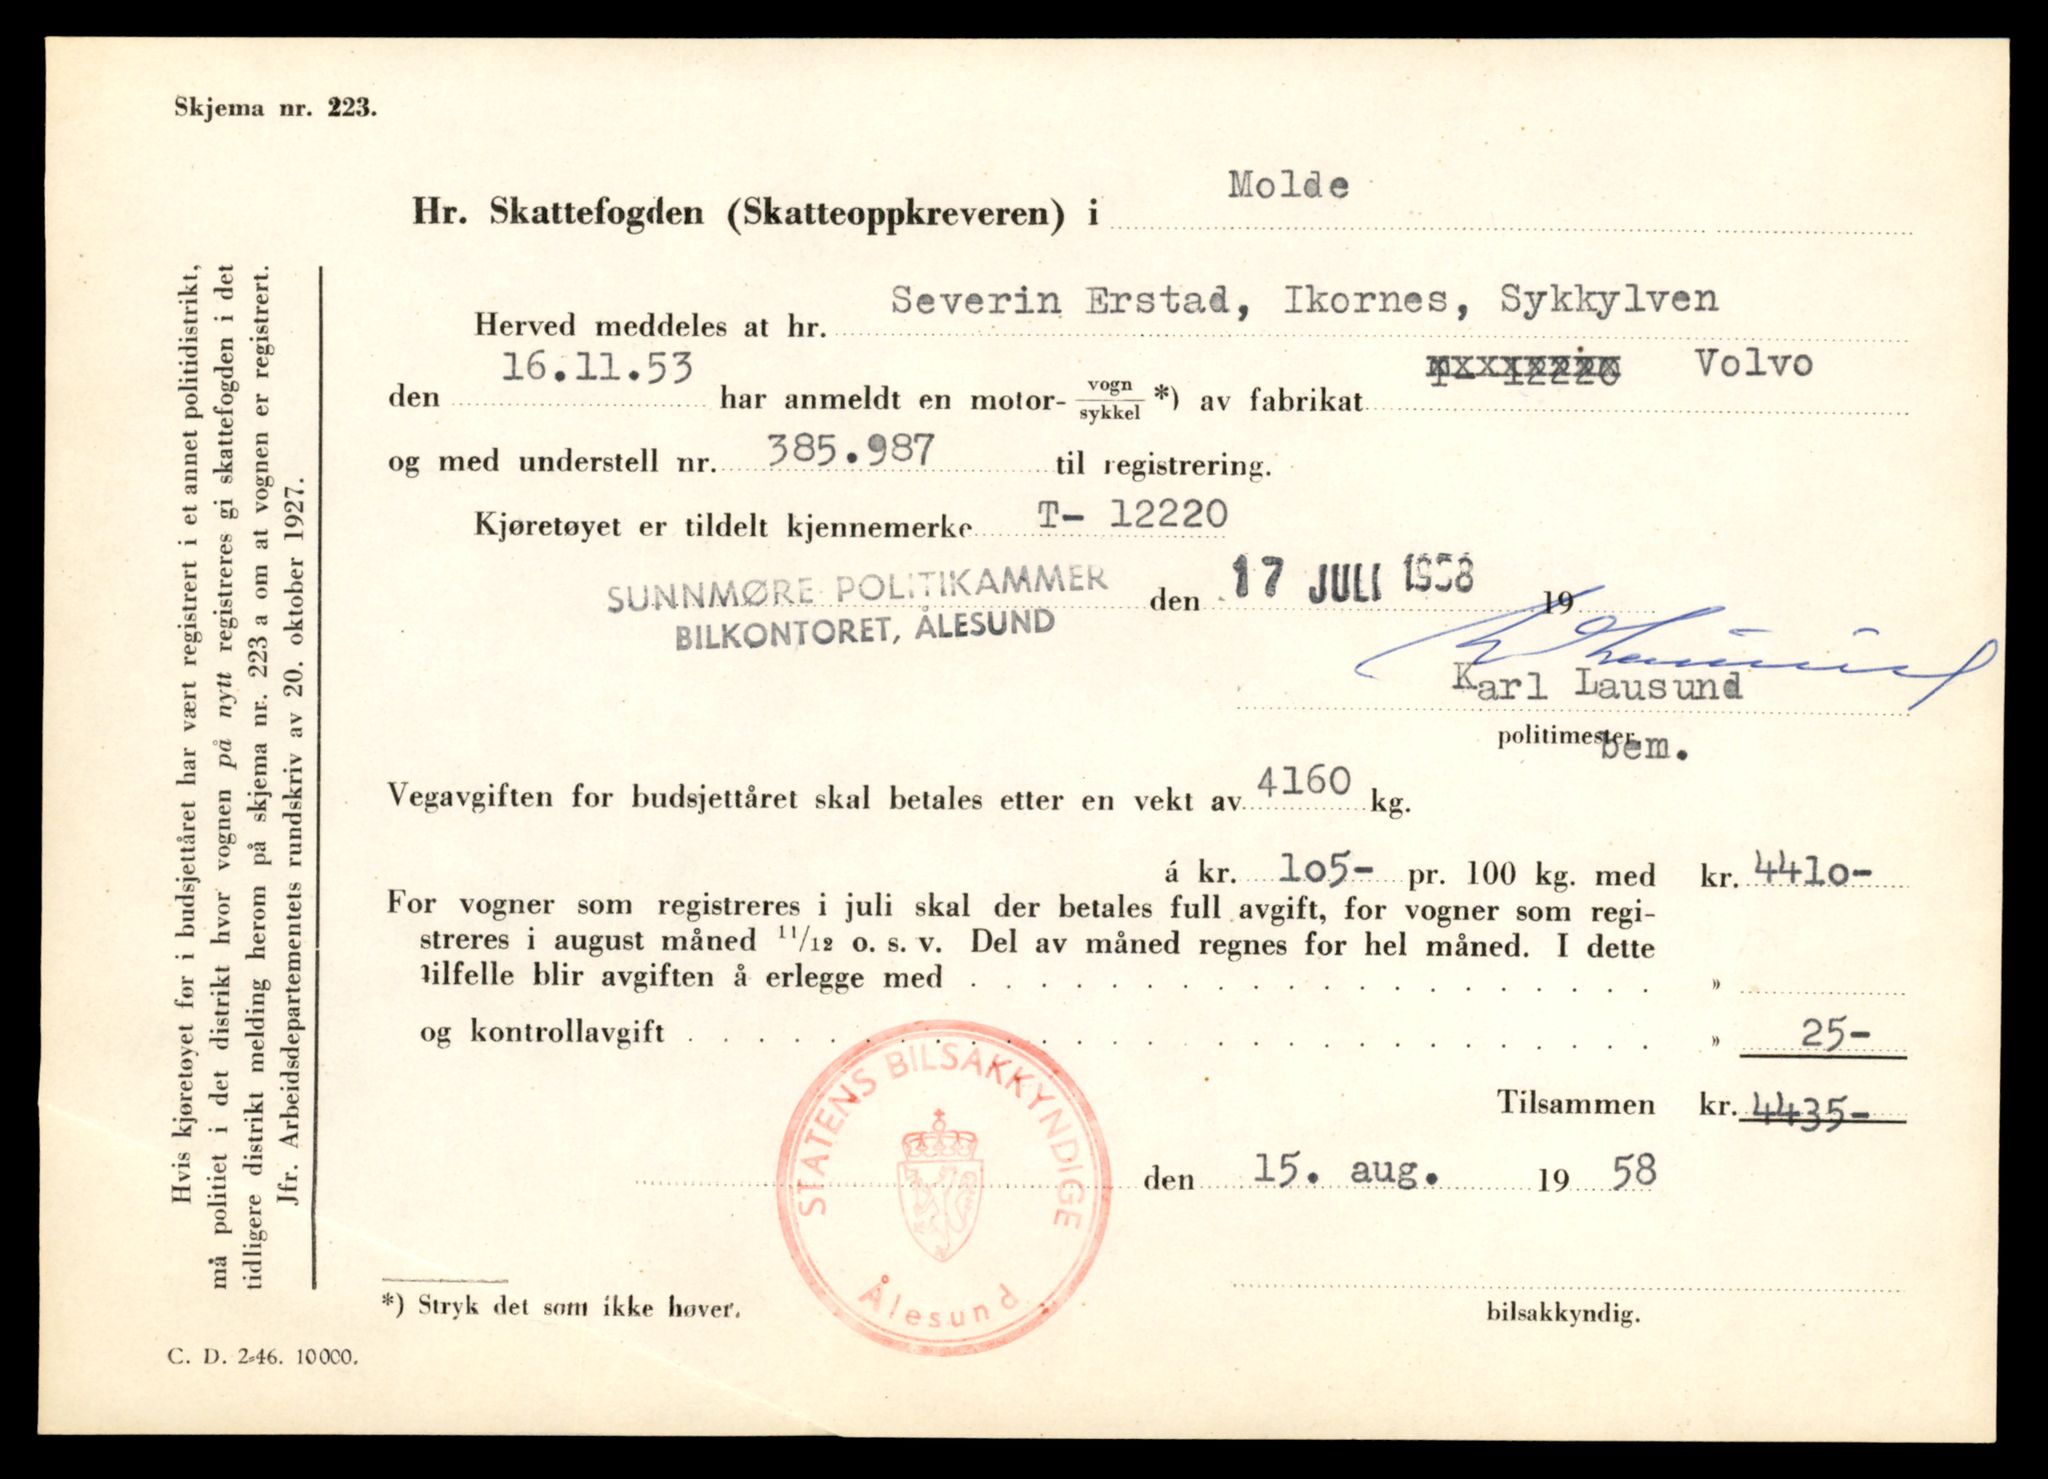 Skjema nr. 223.
Hr. Skattefogden (Skatteoppkreveren) i Molde
Herved meddeles at hr. Severin Erstad, Ikornes, Sykkylven
den 16.11.53 har anmeldt en motor- vogn/sykkel *) av fabrikat T- 12220 Volvo
og med understell nr. 385.987 til registrering.
Kjøretøyet er tildelt kjennemerke T- 12220
SUNNMØRE POLITIKAMMER den 17 JULI 1958 19
BILKONTORET, ÅLESUND
Karl Lausund
politimester.
bem.
Vegavgiften for budsjettåret skal betales etter en vekt av 4160 kg.
á kr. 105- pr. 100 kg. med kr. 4410-
For vogner som registreres i juli skal der betales full avgift, for vogner som regi-
streres i august måned 11/12 o. s. v. Del av måned regnes for hel måned. I dette
tilfelle blir avgiften å erlegge med »
og kontrollavgift » 25-
Tilsammen kr. 4435-
den 15. aug. 19 58
STATENS BILSAKKYNDIGE
Ålesund
bilsakkyndig.
*) Stryk det som ikke høver.
C. D. 2-46. 10000.
Hvis kjøretøyet før i budsjettåret har vært registrert i et annet politidistrikt,
må politiet i det distrikt hvor vognen på nytt registreres gi skattefogden i det
tidligere distrikt melding herom på skjema nr. 223 a om at vognen er registrert.
Jfr. Arbeidsdepartementets rundskriv av 20. oktober 1927.